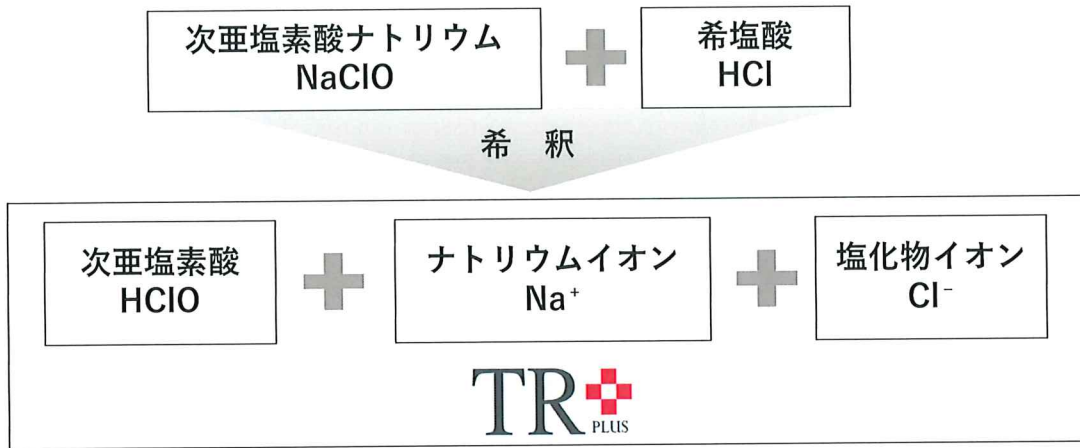 次亜塩素酸ナトリウム
NaClO
希塩酸
HCl
希 釈
次亜塩素酸
HClO
ナトリウムイオン
Na⁺
塩化物イオン
Cl⁻
TR
PLUS